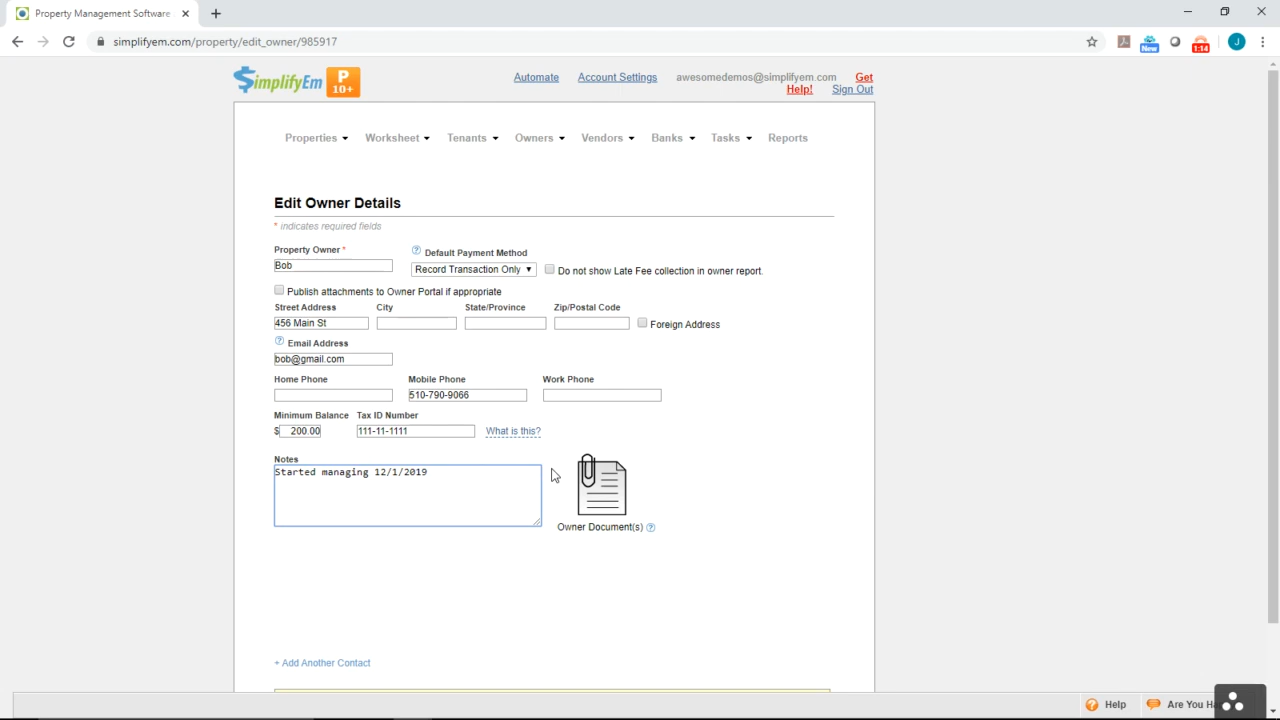 Property Management Software
simplifyem.com/property/edit_owner/985917
New
1:14
J
SimplifyEm P 10+
Automate Account Settings awesomedemos@simplifyem.com Get Help! Sign Out
Properties Worksheet Tenants Owners Vendors Banks Tasks Reports
Edit Owner Details
* indicates required fields
Property Owner * ? Default Payment Method
Bob Record Transaction Only Do not show Late Fee collection in owner report.
Publish attachments to Owner Portal if appropriate
Street Address City State/Province Zip/Postal Code
456 Main St Foreign Address
? Email Address
bob@gmail.com
Home Phone Mobile Phone Work Phone
510-790-9066
Minimum Balance Tax ID Number
$ 200.00 111-11-1111 What is this?
Notes
Started managing 12/1/2019
Owner Document(s) ?
+ Add Another Contact
? Help Are You